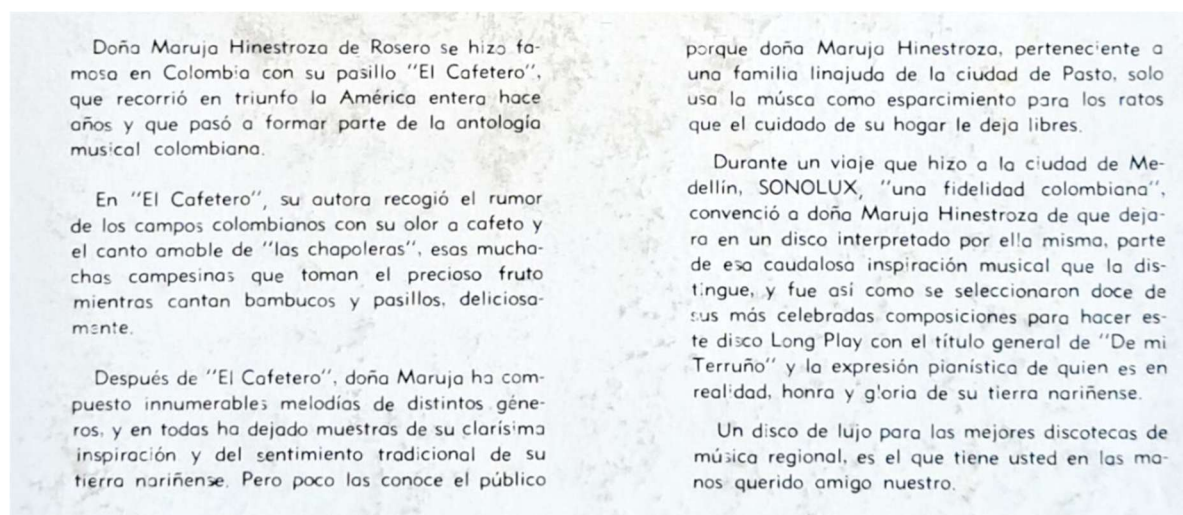 Doña Maruja Hinestroza de Rosero se hizo fa-
mosa en Colombia con su pasillo "El Cafetero",
que recorrió en triunfo la América entera hace
años y que pasó a formar parte de la antología
musical colombiana.
En "El Cafetero", su autora recogió el rumor
de los campos colombianos con su olor a cafeto y
el canto amable de "las chapoleras", esas mucha-
chas campesinas que toman el precioso fruto
mientras cantan bambucos y pasillos, deliciosa-
mente.
Después de "El Cafetero", doña Maruja ha com-
puesto innumerables melodías de distintos géne-
ros, y en todas ha dejado muestras de su clarísima
inspiración y del sentimiento tradicional de su
tierra nariñense. Pero poco las conoce el público
porque doña Maruja Hinestroza, perteneciente a
una familia linajuda de la ciudad de Pasto, solo
usa la músca como esparcimiento para los ratos
que el cuidado de su hogar le deja libres.
Durante un viaje que hizo a la ciudad de Me-
dellín, SONOLUX, "una fidelidad colombiana",
convenció a doña Maruja Hinestroza de que deja-
ra en un disco interpretado por ella misma, parte
de esa caudalosa inspiración musical que la dis-
tingue, y fue así como se seleccionaron doce de
sus más celebradas composiciones para hacer es-
te disco Long Play con el título general de "De mi
Terruño" y la expresión pianística de quien es en
realidad, honra y gloria de su tierra nariñense.
Un disco de lujo para las mejores discotecas de
música regional, es el que tiene usted en las ma-
nos querido amigo nuestro.